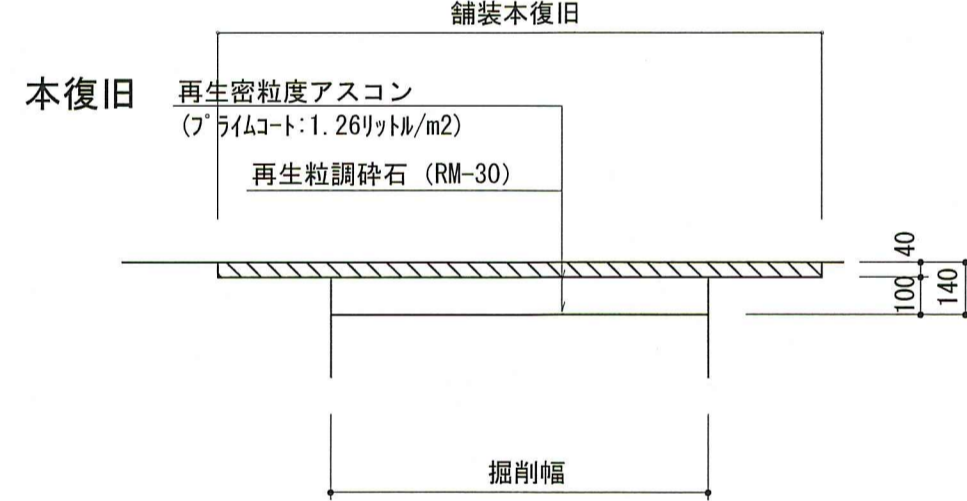 舗装本復旧
本復旧
再生密粒度アスコン
(プライムコート:1.26リットル/m2)
再生粒調砕石 (RM-30)
40
100
140
掘削幅